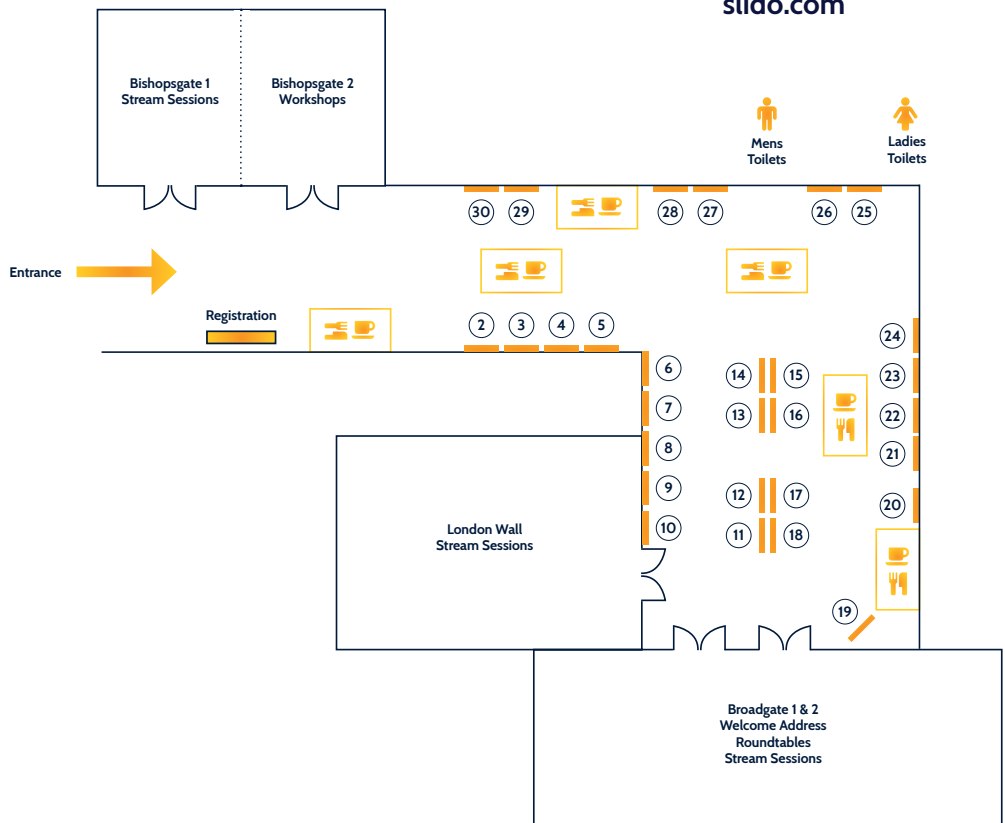 slido.com
Bishopsgate 1
Stream Sessions
Bishopsgate 2
Workshops
Mens
Toilets
Ladies
Toilets
30
29
28
27
26
25
Entrance
Registration
2
3
4
5
24
6
14
15
23
7
13
16
22
8
21
9
12
17
20
10
11
18
London Wall
Stream Sessions
19
Broadgate 1 & 2
Welcome Address
Roundtables
Stream Sessions